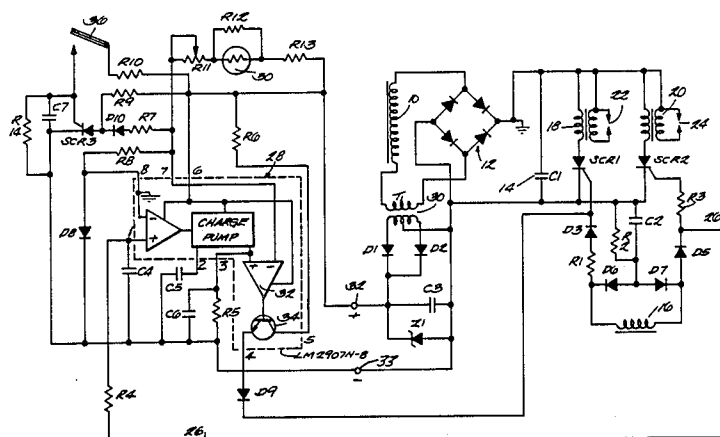 36
R12
R10
R11
30
R13
R9
C7
R
14
SCR3
D10
R7
R6
R8
8
7
6
28
10
12
14
C1
18
22
20
24
SCR1
SCR2
T1
30
D1
D2
D3
R
2
C2
R3
26
D5
R1
D6
D7
16
D8
+
CHARGE
PUMP
C4
C5
2
3
+
-
32
C6
R5
34
4
5
LM2907N-8
32
+
C3
Z1
33
-
D9
R4
26